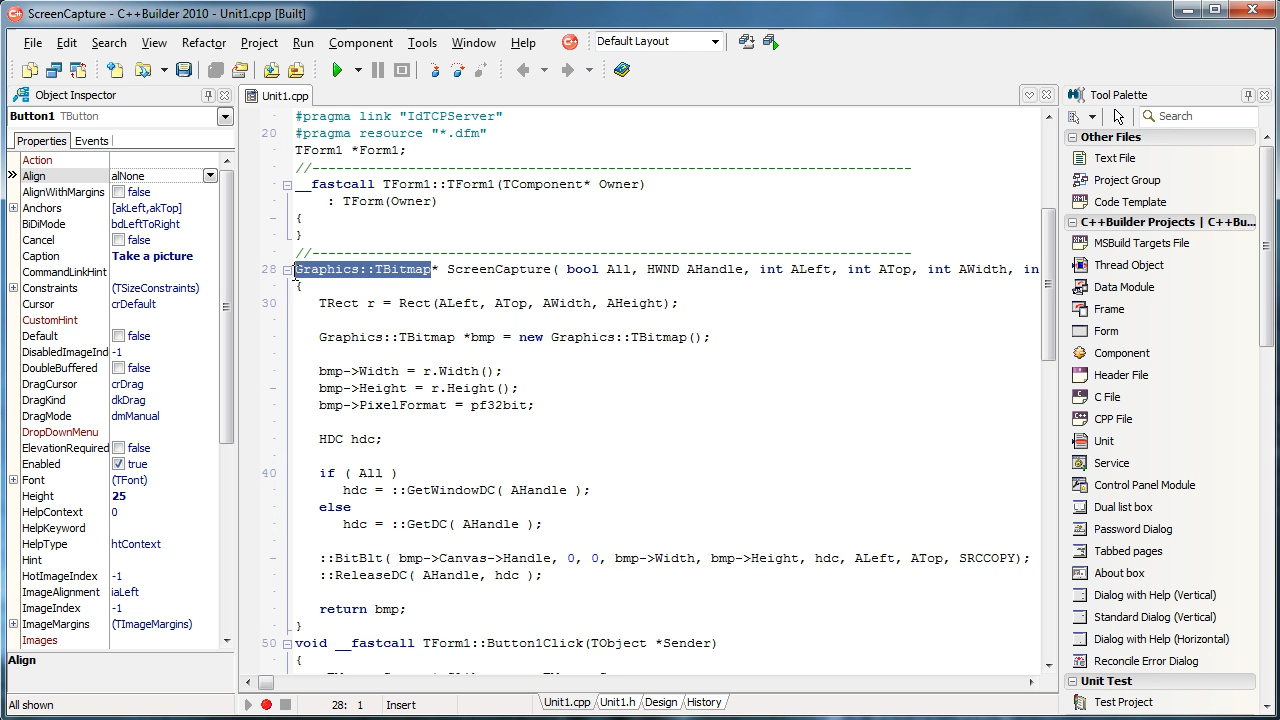 ScreenCapture - C++Builder 2010 - Unit1.cpp [Built]
File Edit Search View Refactor Project Run Component Tools Window Help Default Layout
Object Inspector
Button1 TButton
Properties Events
Action
Align alNone
AlignWithMargins false
Anchors [akLeft,akTop]
BiDiMode bdLeftToRight
Cancel false
Caption Take a picture
CommandLinkHint
Constraints (TSizeConstraints)
Cursor crDefault
CustomHint
Default false
DisabledImageInd -1
DoubleBuffered false
DragCursor crDrag
DragKind dkDrag
DragMode dmManual
DropDownMenu
ElevationRequired false
Enabled true
Font (TFont)
Height 25
HelpContext 0
HelpKeyword
HelpType htContext
Hint
HotImageIndex -1
ImageAlignment iaLeft
ImageIndex -1
ImageMargins (TImageMargins)
Images
Align
All shown
Unit1.cpp
#pragma link "IdTCPServer"
20 #pragma resource "*.dfm"
TForm1 *Form1;
//---------------------------------------------------------------------------
__fastcall TForm1::TForm1(TComponent* Owner)
: TForm(Owner)
{
}
//---------------------------------------------------------------------------
28 Graphics::TBitmap* ScreenCapture( bool All, HWND AHandle, int ALeft, int ATop, int AWidth, in
{
30 TRect r = Rect(ALeft, ATop, AWidth, AHeight);
Graphics::TBitmap *bmp = new Graphics::TBitmap();
bmp->Width = r.Width();
bmp->Height = r.Height();
bmp->PixelFormat = pf32bit;
HDC hdc;
40 if ( All )
hdc = ::GetWindowDC( AHandle );
else
hdc = ::GetDC( AHandle );
::BitBlt( bmp->Canvas->Handle, 0, 0, bmp->Width, bmp->Height, hdc, ALeft, ATop, SRCCOPY);
::ReleaseDC( AHandle, hdc );
return bmp;
}
50 void __fastcall TForm1::Button1Click(TObject *Sender)
{
28: 1 Insert Unit1.cpp Unit1.h Design History
Tool Palette
Search
Other Files
Text File
Project Group
Code Template
C++Builder Projects | C++Bu...
MSBuild Targets File
Thread Object
Data Module
Frame
Form
Component
Header File
C File
CPP File
Unit
Service
Control Panel Module
Dual list box
Password Dialog
Tabbed pages
About box
Dialog with Help (Vertical)
Standard Dialog (Vertical)
Dialog with Help (Horizontal)
Reconcile Error Dialog
Unit Test
Test Project